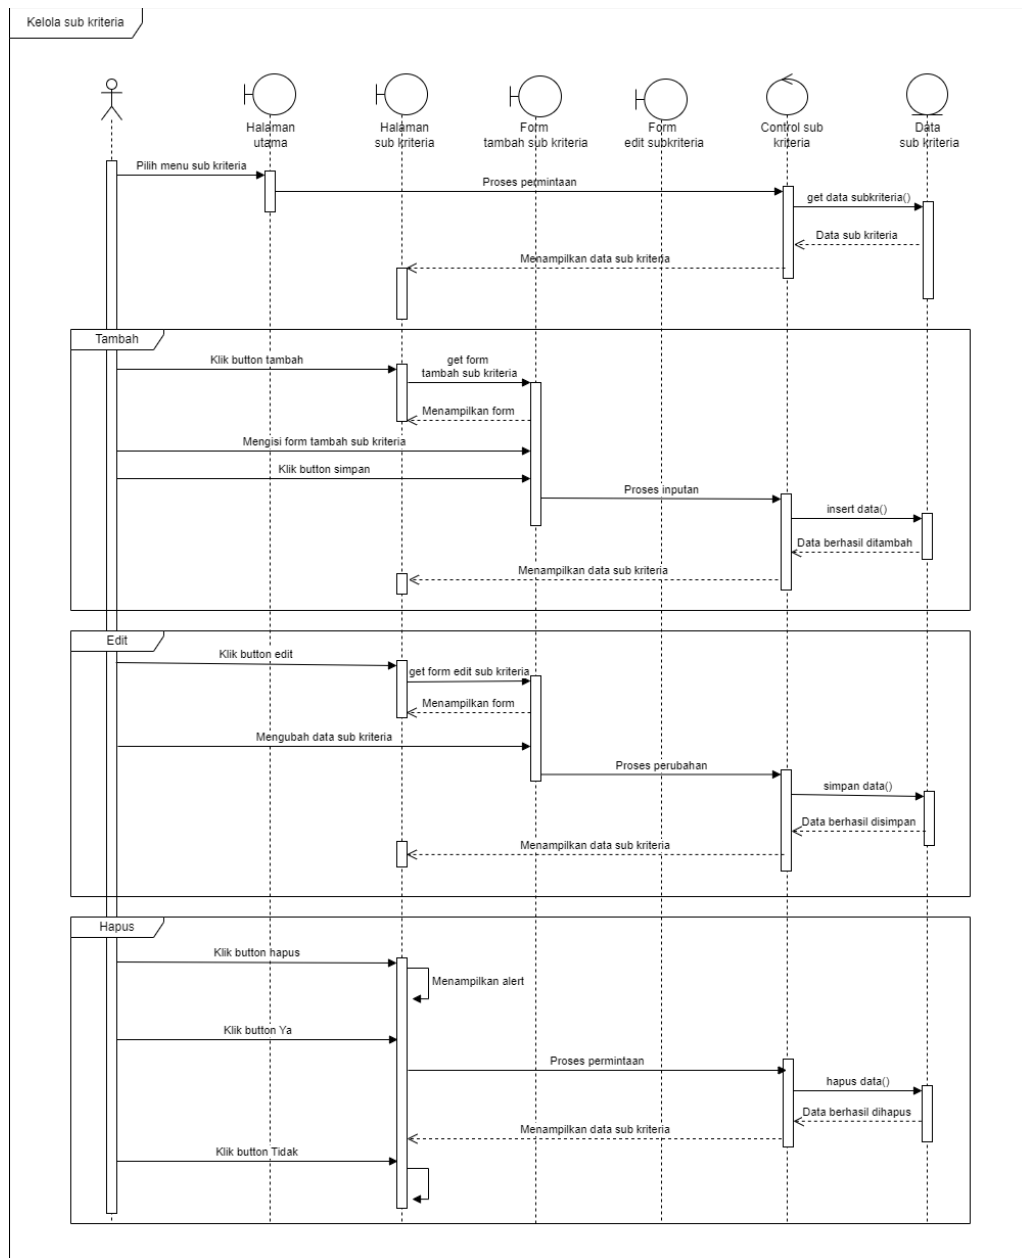 Kelola sub kriteria
Halaman
utama
Halaman
sub kriteria
Form
tambah sub kriteria
Form
edit subkriteria
Control sub
kriteria
Data
sub kriteria
Pilih menu sub kriteria
Proses permintaan
get data subkriteria()
Data sub kriteria
Menampilkan data sub kriteria
Tambah
Klik button tambah
get form
tambah sub kriteria
Menampilkan form
Mengisi form tambah sub kriteria
Klik button simpan
Proses inputan
insert data()
Data berhasil ditambah
Menampilkan data sub kriteria
Edit
Klik button edit
get form edit sub kriteria
Menampilkan form
Mengubah data sub kriteria
Proses perubahan
simpan data()
Data berhasil disimpan
Menampilkan data sub kriteria
Hapus
Klik button hapus
Menampilkan alert
Klik button Ya
Proses permintaan
hapus data()
Data berhasil dihapus
Menampilkan data sub kriteria
Klik button Tidak